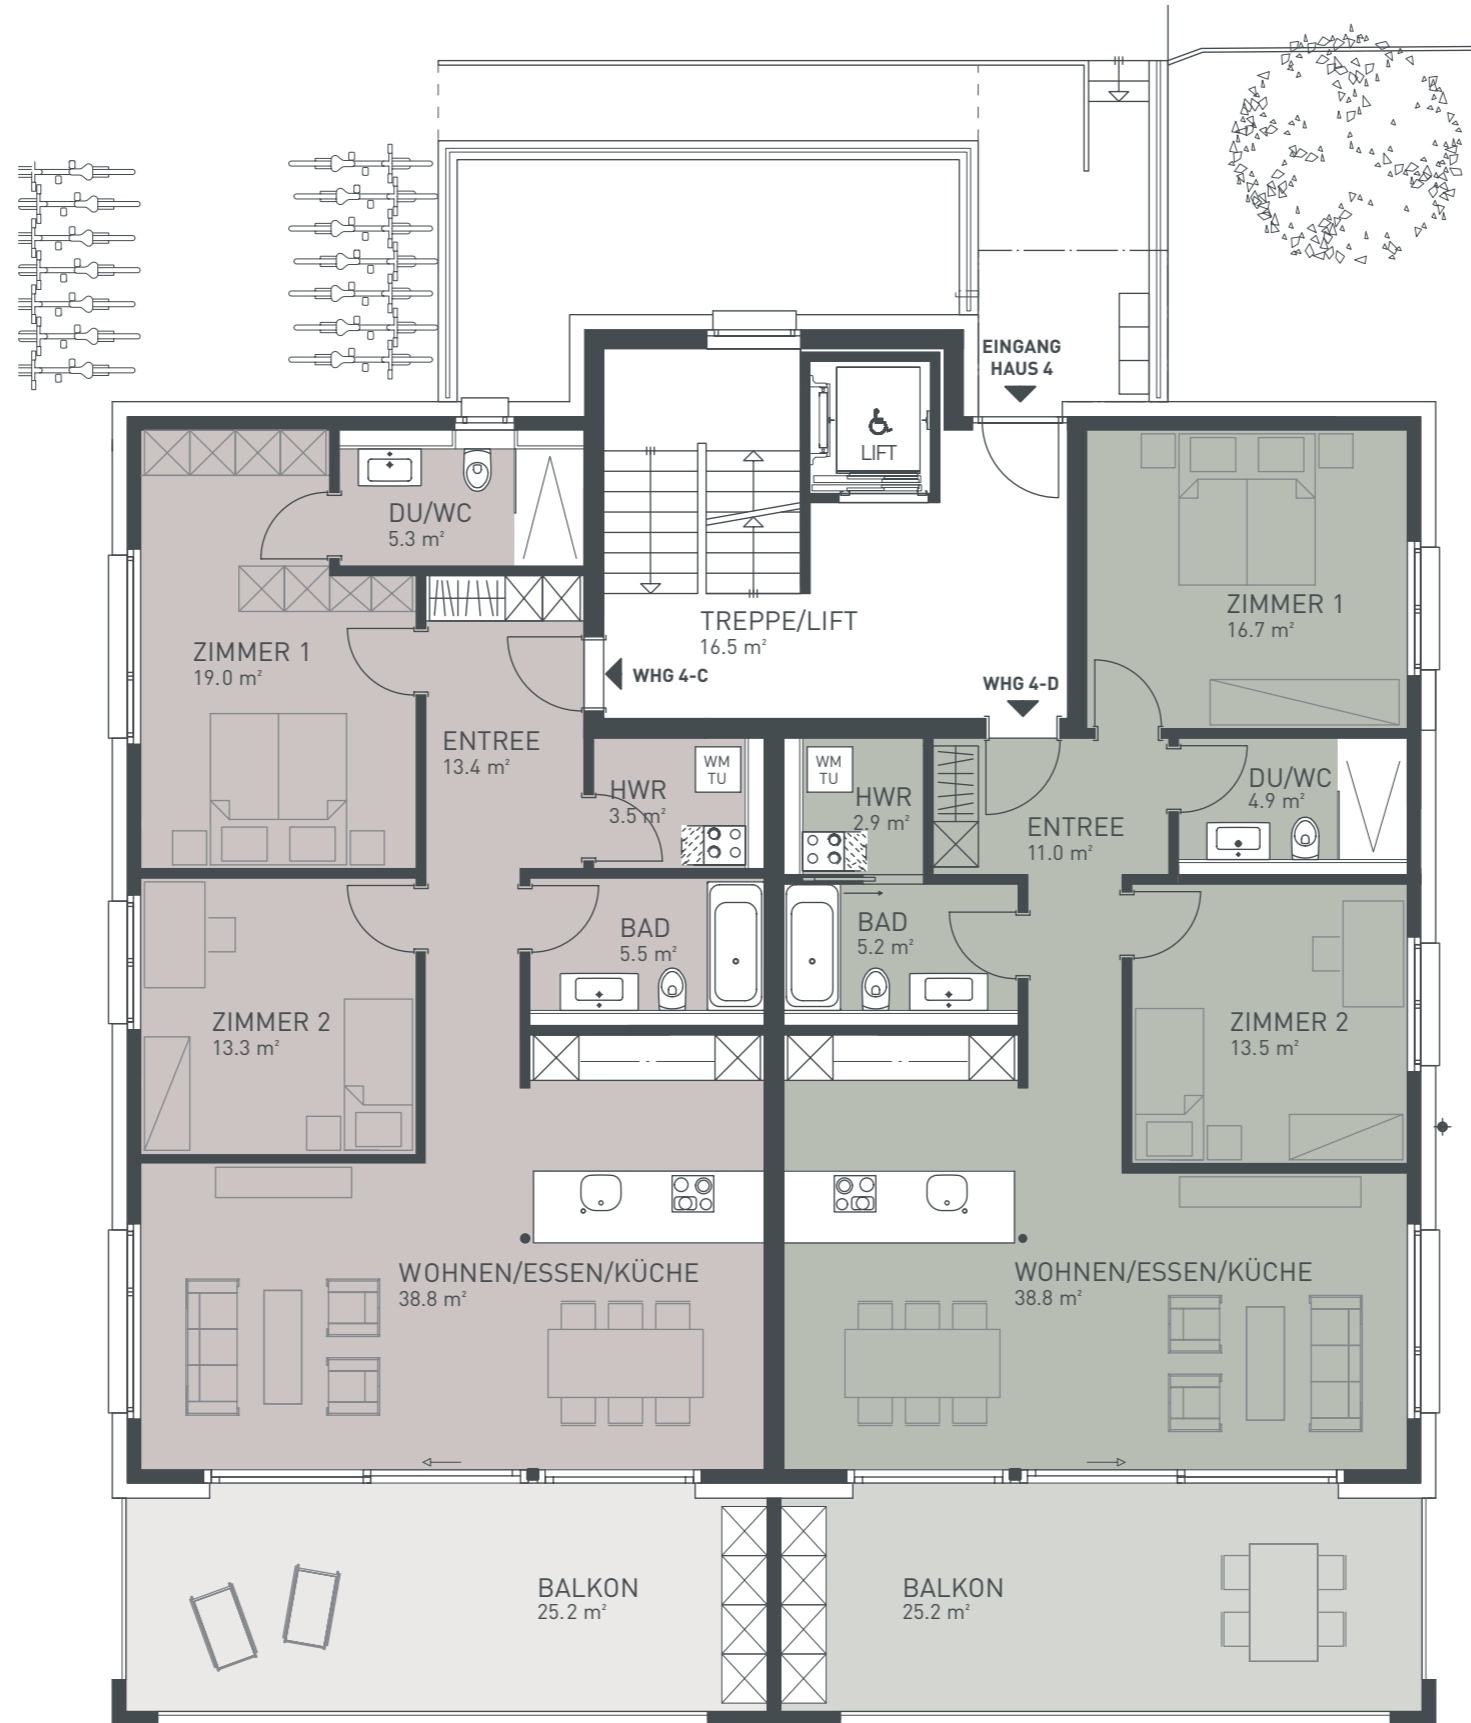 EINGANG
HAUS 4
LIFT
DU/WC
5.3 m²
TREPPE/LIFT
16.5 m²
ZIMMER 1
16.7 m²
ZIMMER 1
19.0 m²
WHG 4-C
WHG 4-D
ENTREE
13.4 m²
WM
TU
HWR
3.5 m²
WM
TU
HWR
2.9 m²
DU/WC
4.9 m²
ENTREE
11.0 m²
BAD
5.5 m²
BAD
5.2 m²
ZIMMER 2
13.3 m²
ZIMMER 2
13.5 m²
WOHNEN/ESSEN/KÜCHE
38.8 m²
WOHNEN/ESSEN/KÜCHE
38.8 m²
BALKON
25.2 m²
BALKON
25.2 m²